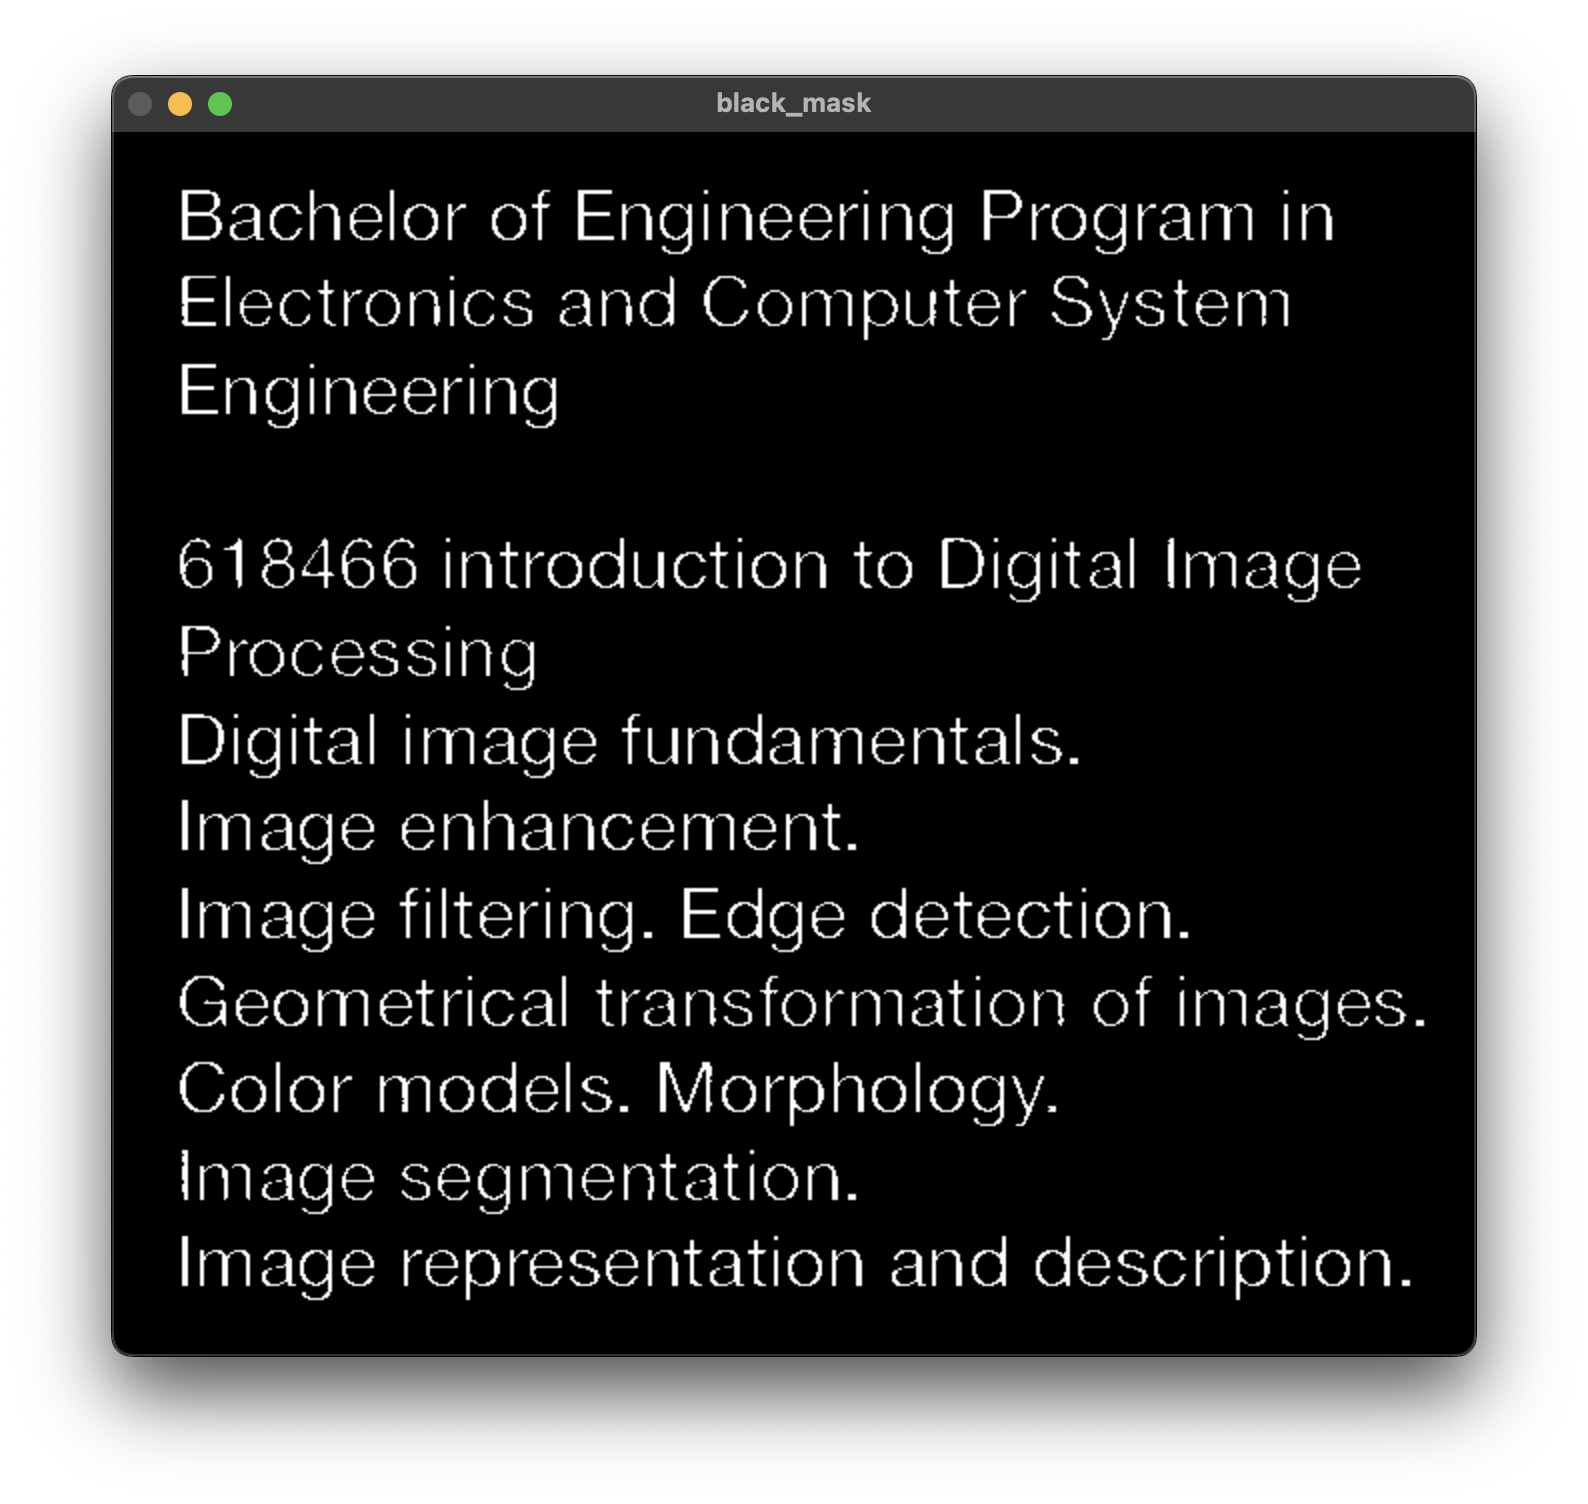 black_mask
Bachelor of Engineering Program in
Electronics and Computer System
Engineering
618466 introduction to Digital Image
Processing
Digital image fundamentals.
Image enhancement.
Image filtering. Edge detection.
Geometrical transformation of images.
Color models. Morphology.
Image segmentation.
Image representation and description.